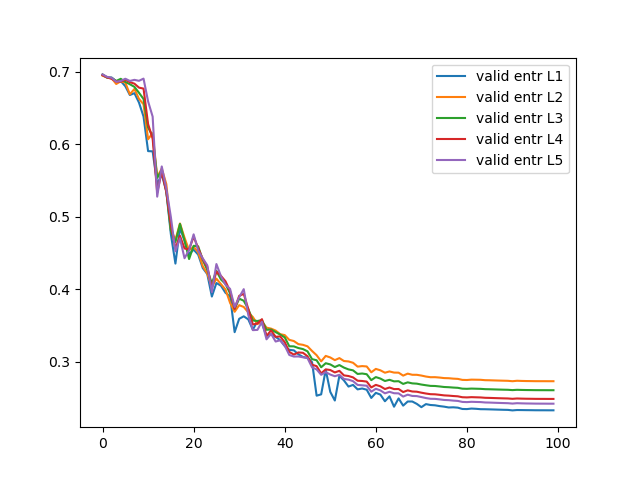 0.7
0.6
0.5
0.4
0.3
0
20
40
60
80
100
valid entr L1
valid entr L2
valid entr L3
valid entr L4
valid entr L5